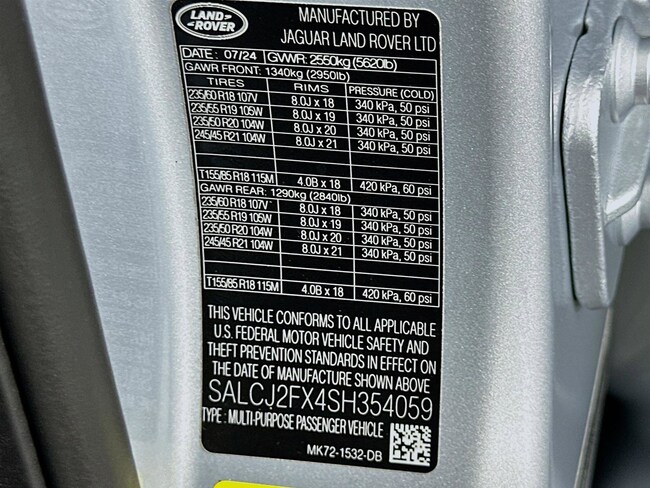 LAND ROVER
MANUFACTURED BY
JAGUAR LAND ROVER LTD
DATE: 07/24 GVWR: 2550kg (5620lb)
GAWR FRONT: 1340kg (2950lb)
TIRES RIMS PRESSURE (COLD)
235/60 R18 107V 8.0J x 18 340 kPa, 50 psi
235/55 R19 105W 8.0J x 19 340 kPa, 50 psi
235/50 R20 104W 8.0J x 20 340 kPa, 50 psi
245/45 R21 104W 8.0J x 21 340 kPa, 50 psi
T155/85 R18 115M 4.0B x 18 420 kPa, 60 psi
GAWR REAR: 1290kg (2840lb)
235/60 R18 107V 8.0J x 18 340 kPa, 50 psi
235/55 R19 105W 8.0J x 19 340 kPa, 50 psi
235/50 R20 104W 8.0J x 20 340 kPa, 50 psi
245/45 R21 104W 8.0J x 21 340 kPa, 50 psi
T155/85 R18 115M 4.0B x 18 420 kPa, 60 psi
THIS VEHICLE CONFORMS TO ALL APPLICABLE
U.S. FEDERAL MOTOR VEHICLE SAFETY AND
THEFT PREVENTION STANDARDS IN EFFECT ON
THE DATE OF MANUFACTURE SHOWN ABOVE
SALCJ2FX4SH354059
TYPE : MULTI-PURPOSE PASSENGER VEHICLE
MK72-1532-DB